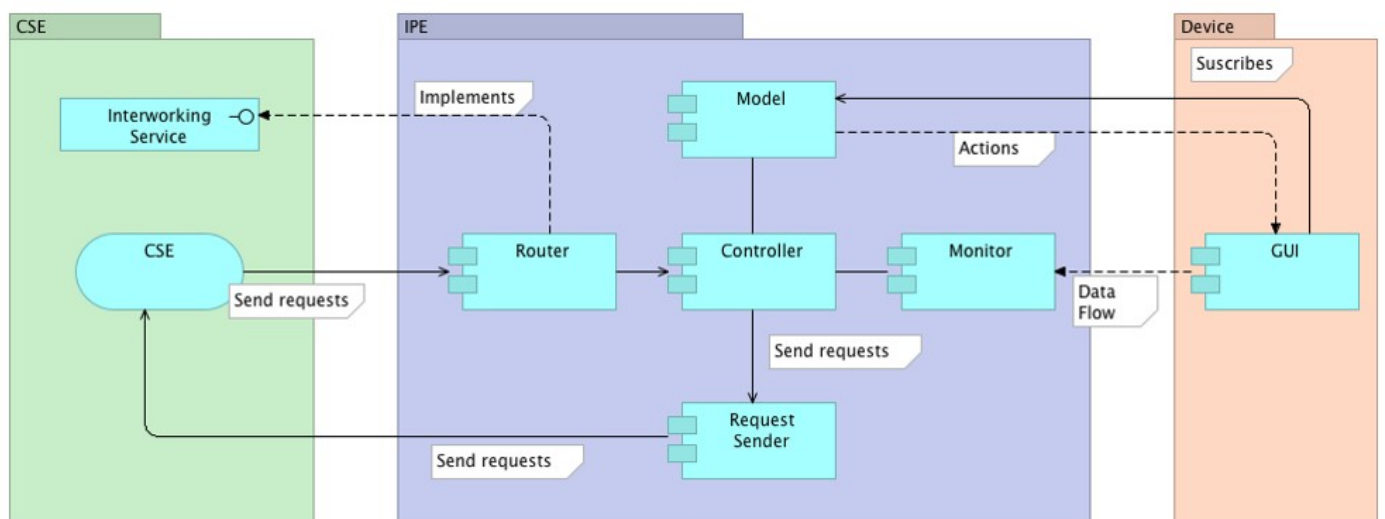 CSE
IPE
Device
Suscribes
Implements
Model
Interworking
Service
Actions
CSE
Router
Controller
Monitor
GUI
Send requests
Data
Flow
Send requests
Request
Sender
Send requests